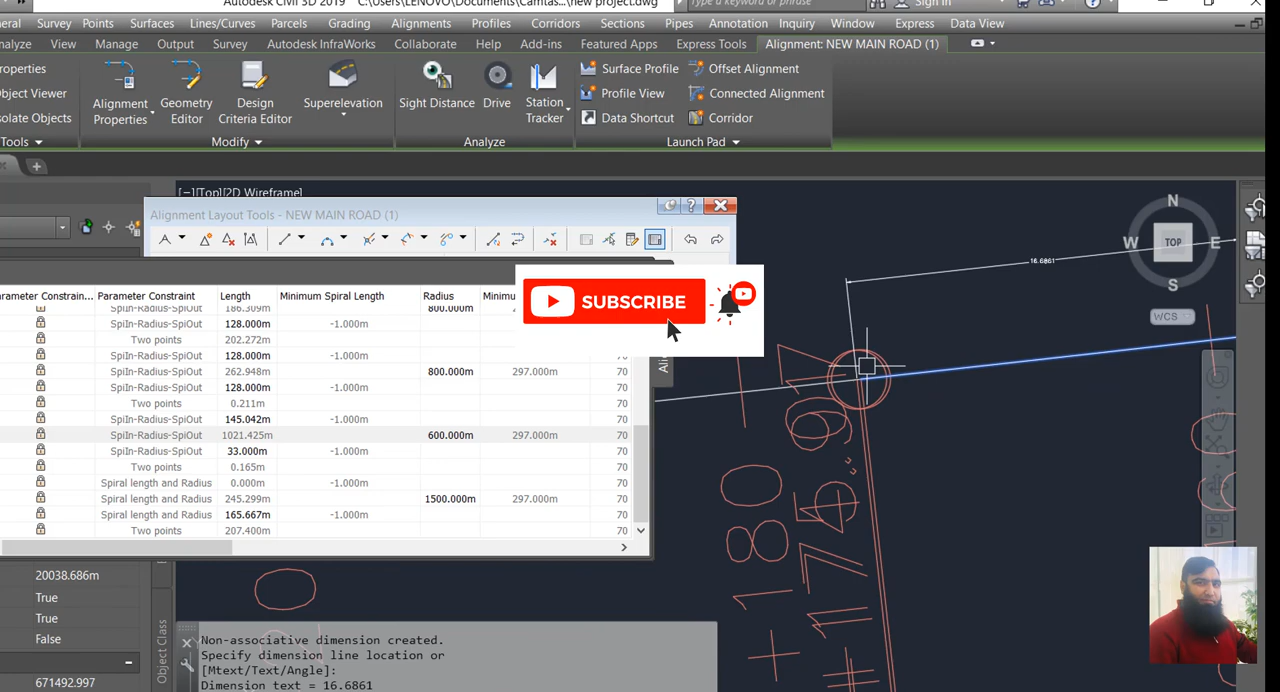 Autodesk Civil 3D 2019 C:\Users\LENOVO\Documents\Camtas...\new project.dwg
Type a keyword or phrase
Sign In
Survey Points Surfaces Lines/Curves Parcels Grading Alignments Profiles Corridors Sections Pipes Annotation Inquiry Window Express Data View
View Manage Output Survey Autodesk InfraWorks Collaborate Help Add-ins Featured Apps Express Tools Alignment: NEW MAIN ROAD (1)
Surface Profile Offset Alignment
Profile View Connected Alignment
Data Shortcut Corridor
Alignment Properties
Geometry Editor
Design Criteria Editor
Superelevation
Sight Distance
Drive
Station Tracker
Tools Modify Analyze Launch Pad
[−][Top][2D Wireframe]
Alignment Layout Tools - NEW MAIN ROAD (1)
Parameter Constraint Length Minimum Spiral Length Radius
SpiIn-Radius-SpiOut 186.309m 800.000m
SpiIn-Radius-SpiOut 128.000m -1.000m
Two points 202.272m
SpiIn-Radius-SpiOut 128.000m -1.000m 70
SpiIn-Radius-SpiOut 262.948m 800.000m 297.000m 70
SpiIn-Radius-SpiOut 128.000m -1.000m 70
Two points 0.211m 70
SpiIn-Radius-SpiOut 145.042m -1.000m 70
SpiIn-Radius-SpiOut 1021.425m 600.000m 297.000m 70
SpiIn-Radius-SpiOut 33.000m -1.000m 70
Two points 0.165m 70
Spiral length and Radius 0.000m -1.000m 70
Spiral length and Radius 245.299m 1500.000m 297.000m 70
Spiral length and Radius 165.667m -1.000m 70
Two points 207.400m 70
SUBSCRIBE
16.6861
N
W TOP E
S
WCS
20038.686m
True
True
False
671492.997
Object Class
Non-associative dimension created.
Specify dimension line location or
[Mtext/Text/Angle]:
Dimension text = 16.6861